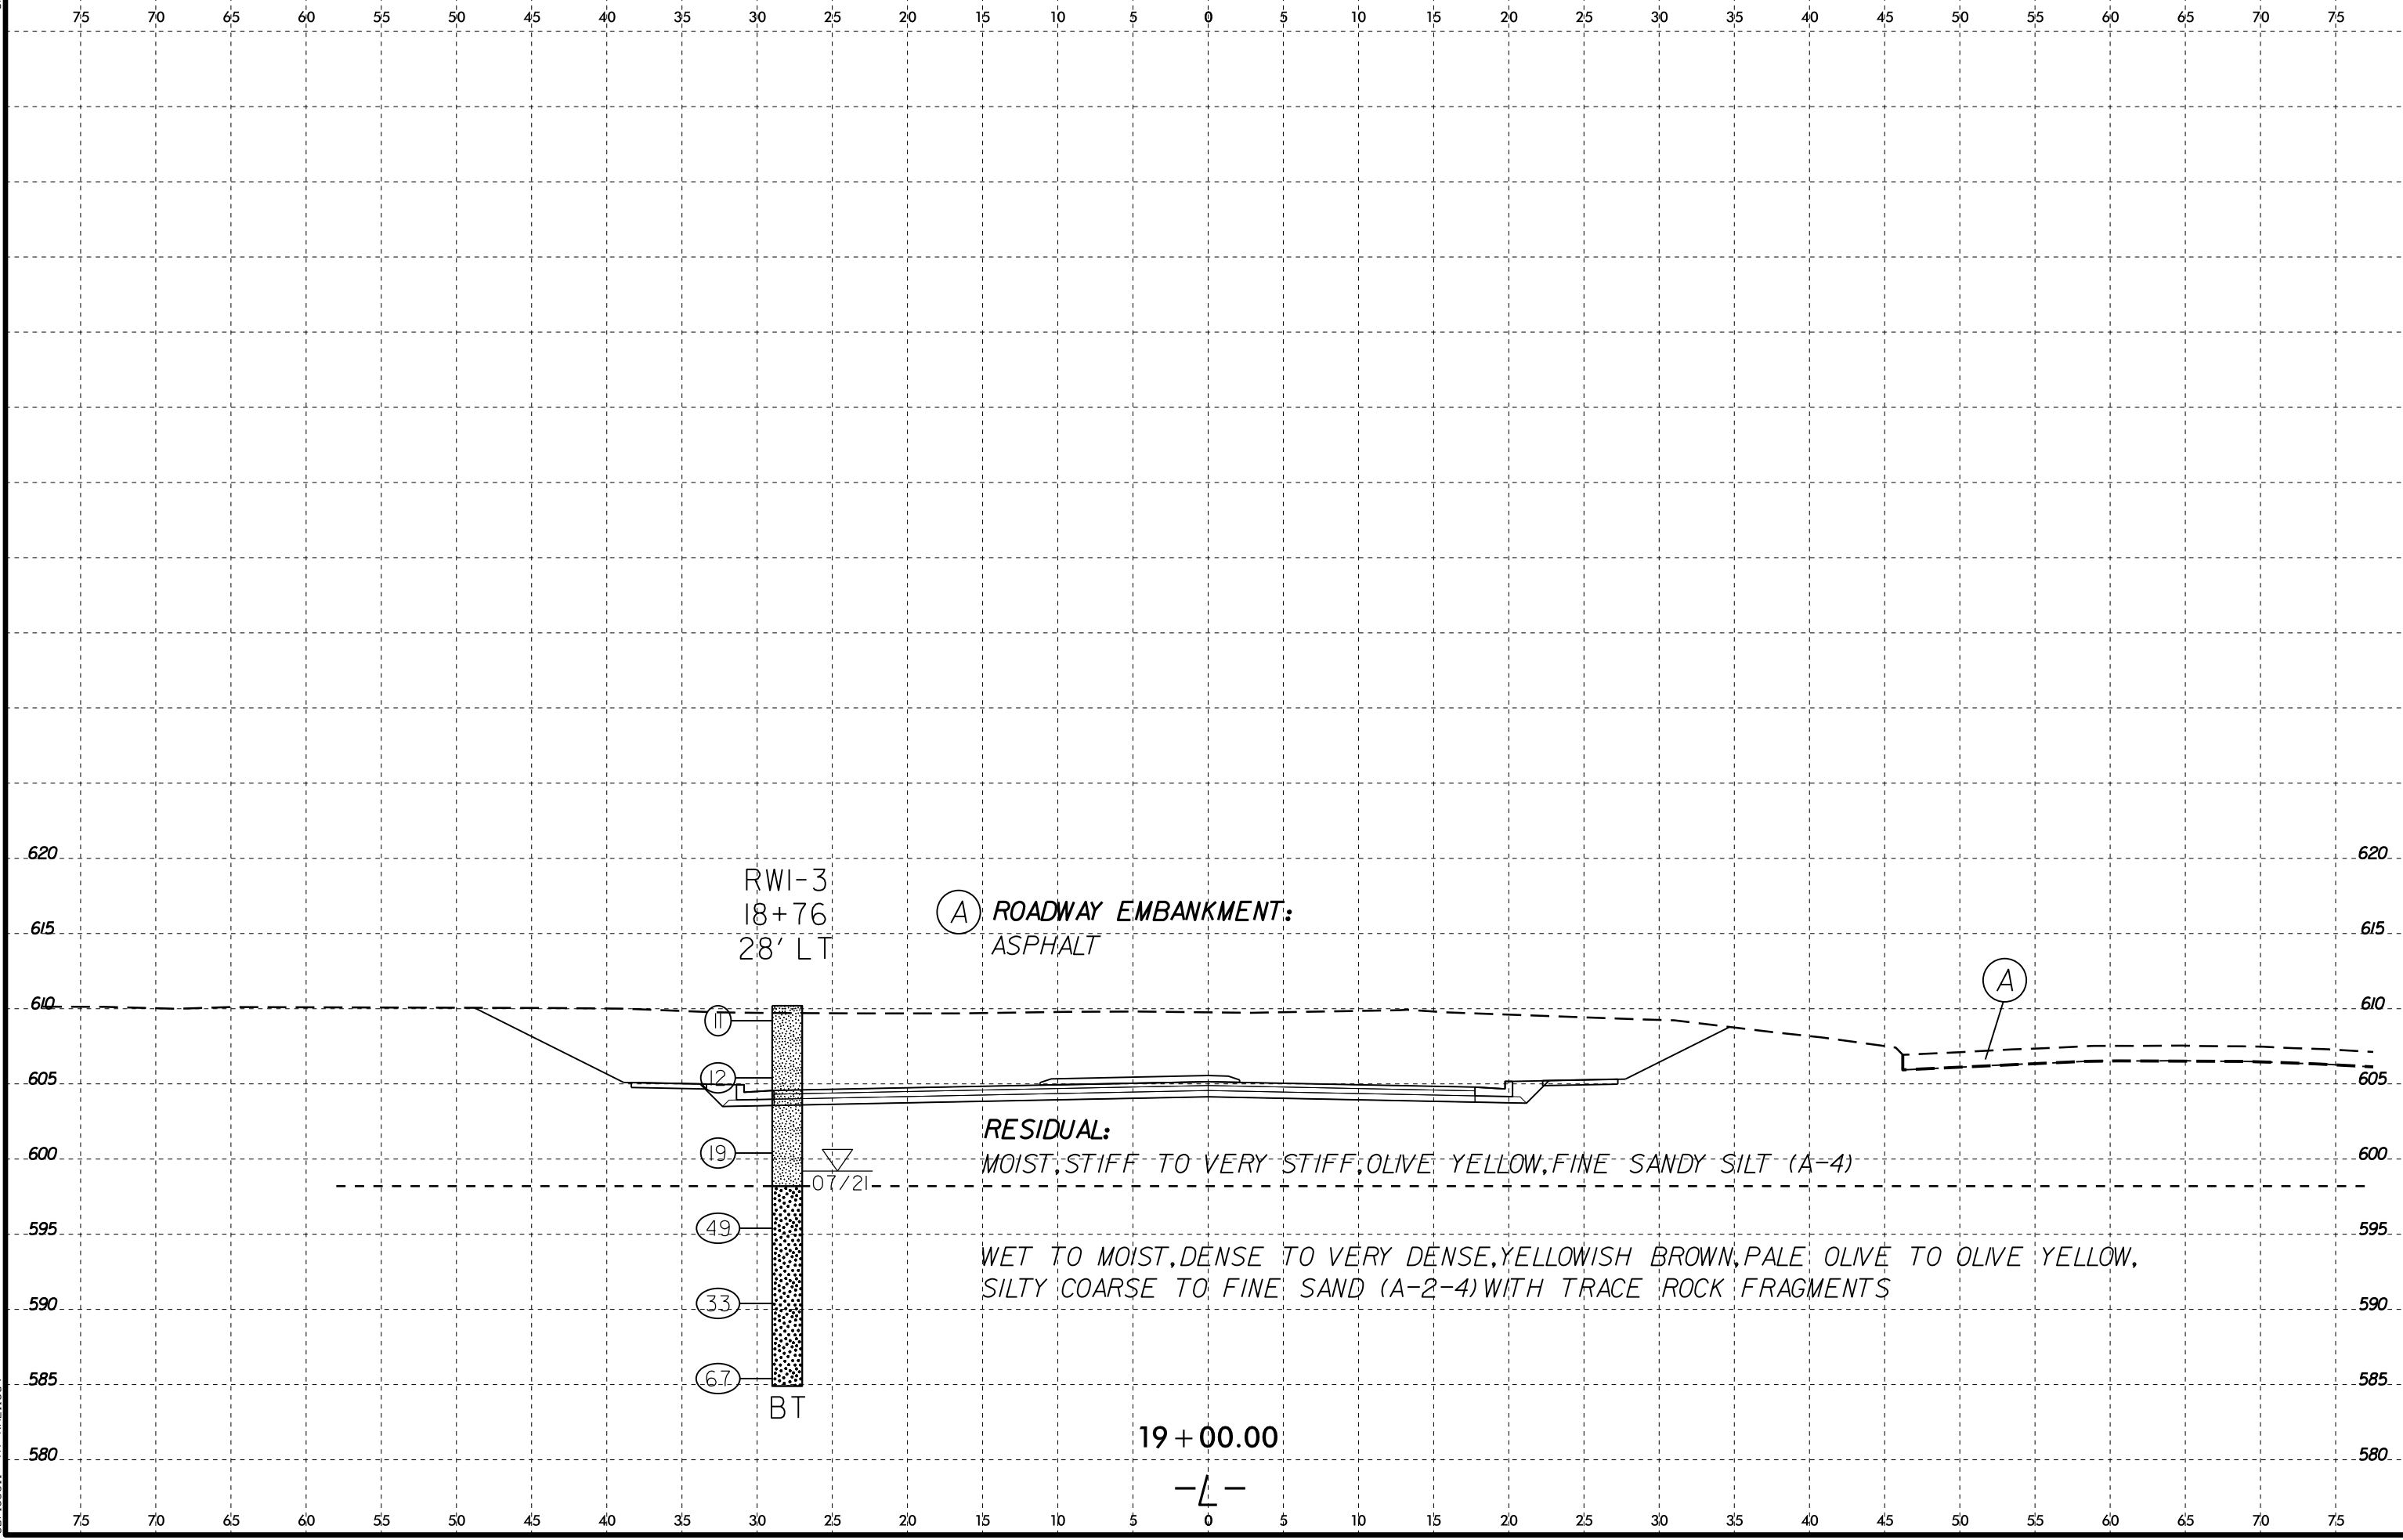 75 70 65 60 55 50 45 40 35 30 25 20 15 10 5 0 5 10 15 20 25 30 35 40 45 50 55 60 65 70 75
620 620
RW1-3
18+76
28' LT
A ROADWAY EMBANKMENT:
ASPHALT
615 615
A
610 610
11
12
605 605
RESIDUAL:
MOIST, STIFF TO VERY STIFF, OLIVE YELLOW, FINE SANDY SILT (A-4)
19
600 600
07/21
49
595 595
WET TO MOIST, DENSE TO VERY DENSE, YELLOWISH BROWN, PALE OLIVE TO OLIVE YELLOW,
SILTY COARSE TO FINE SAND (A-2-4) WITH TRACE ROCK FRAGMENTS
33
590 590
67
585 585
BT
19+00.00
580 580
-L-
75 70 65 60 55 50 45 40 35 30 25 20 15 10 5 0 5 10 15 20 25 30 35 40 45 50 55 60 65 70 75